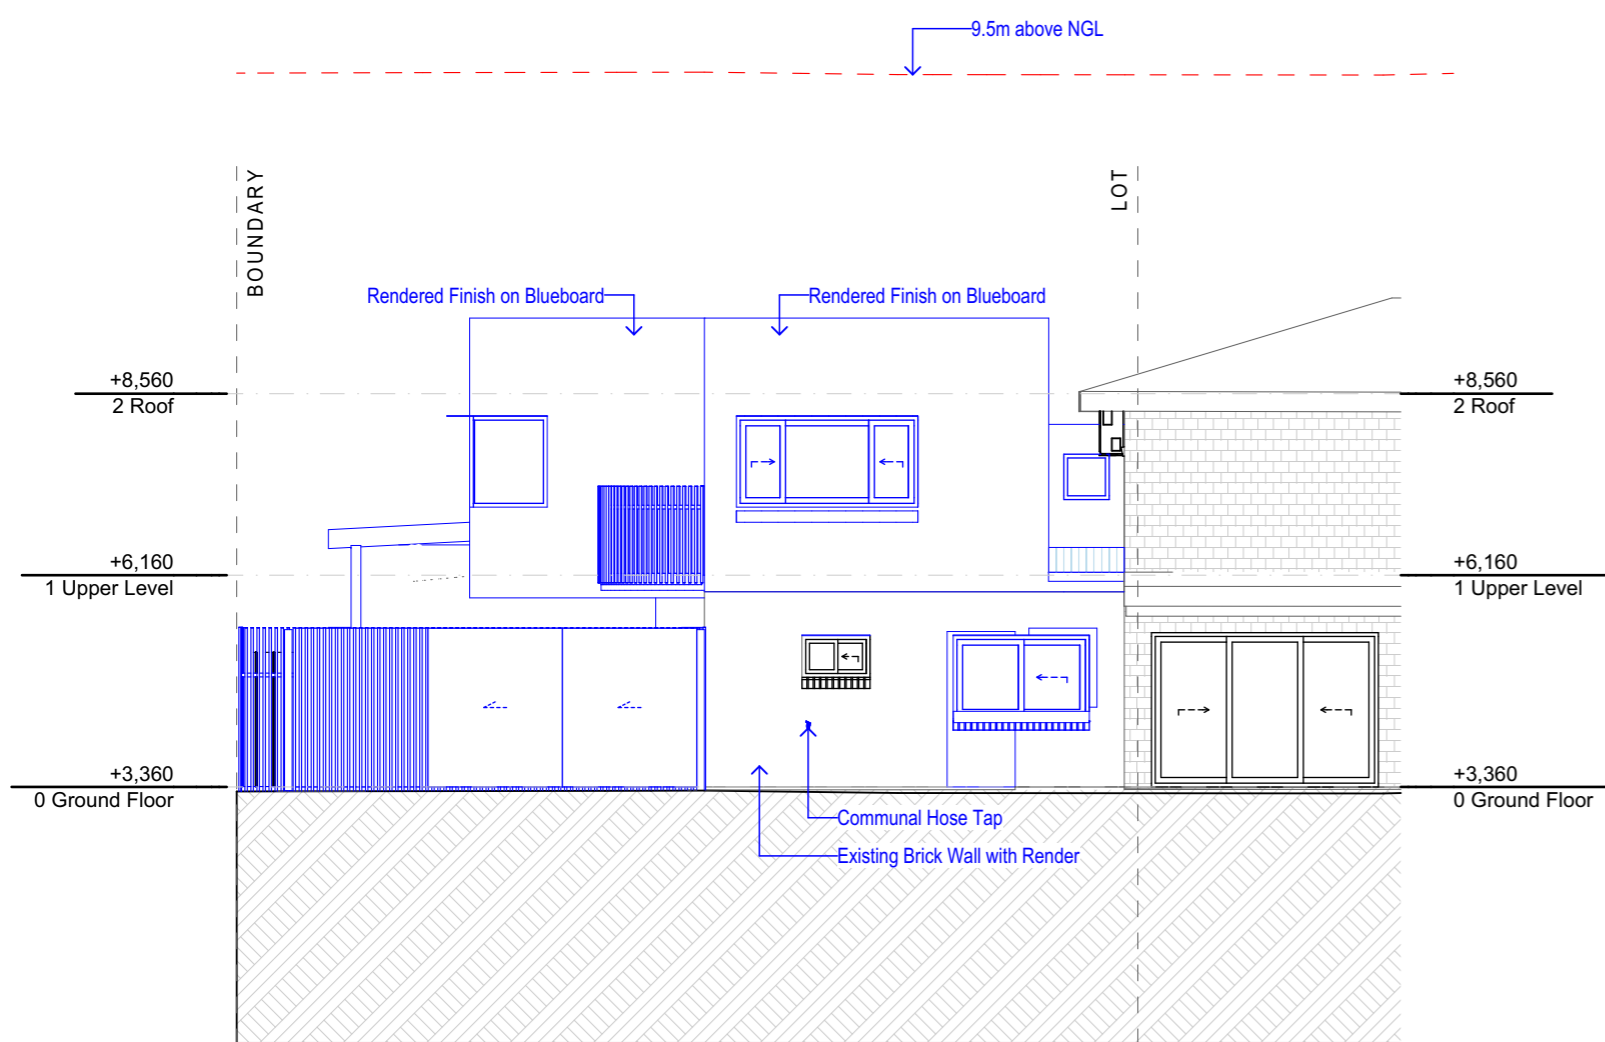 9.5m above NGL
BOUNDARY
LOT
Rendered Finish on Blueboard
Rendered Finish on Blueboard
+8,560
2 Roof
+8,560
2 Roof
+6,160
1 Upper Level
+6,160
1 Upper Level
+3,360
0 Ground Floor
+3,360
0 Ground Floor
Communal Hose Tap
Existing Brick Wall with Render